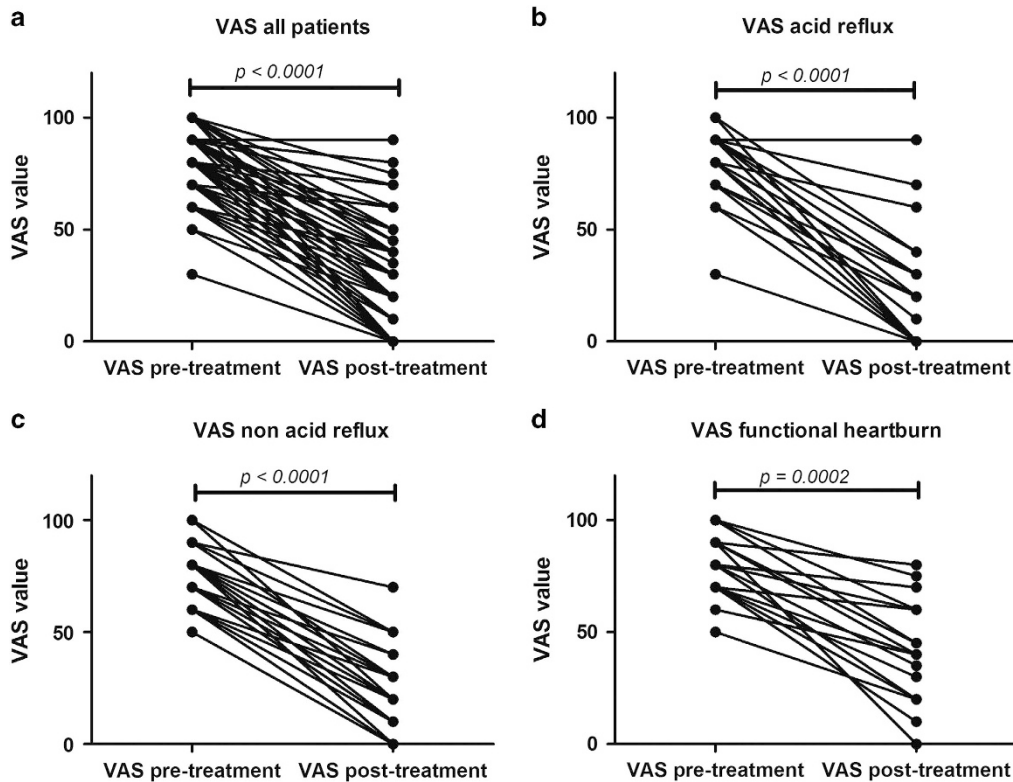 a
VAS all patients
p < 0.0001
VAS value
100
50
0
VAS pre-treatment VAS post-treatment
b
VAS acid reflux
p < 0.0001
VAS value
100
50
0
VAS pre-treatment VAS post-treatment
c
VAS non acid reflux
p < 0.0001
VAS value
100
50
0
VAS pre-treatment VAS post-treatment
d
VAS functional heartburn
p = 0.0002
VAS value
100
50
0
VAS pre-treatment VAS post-treatment